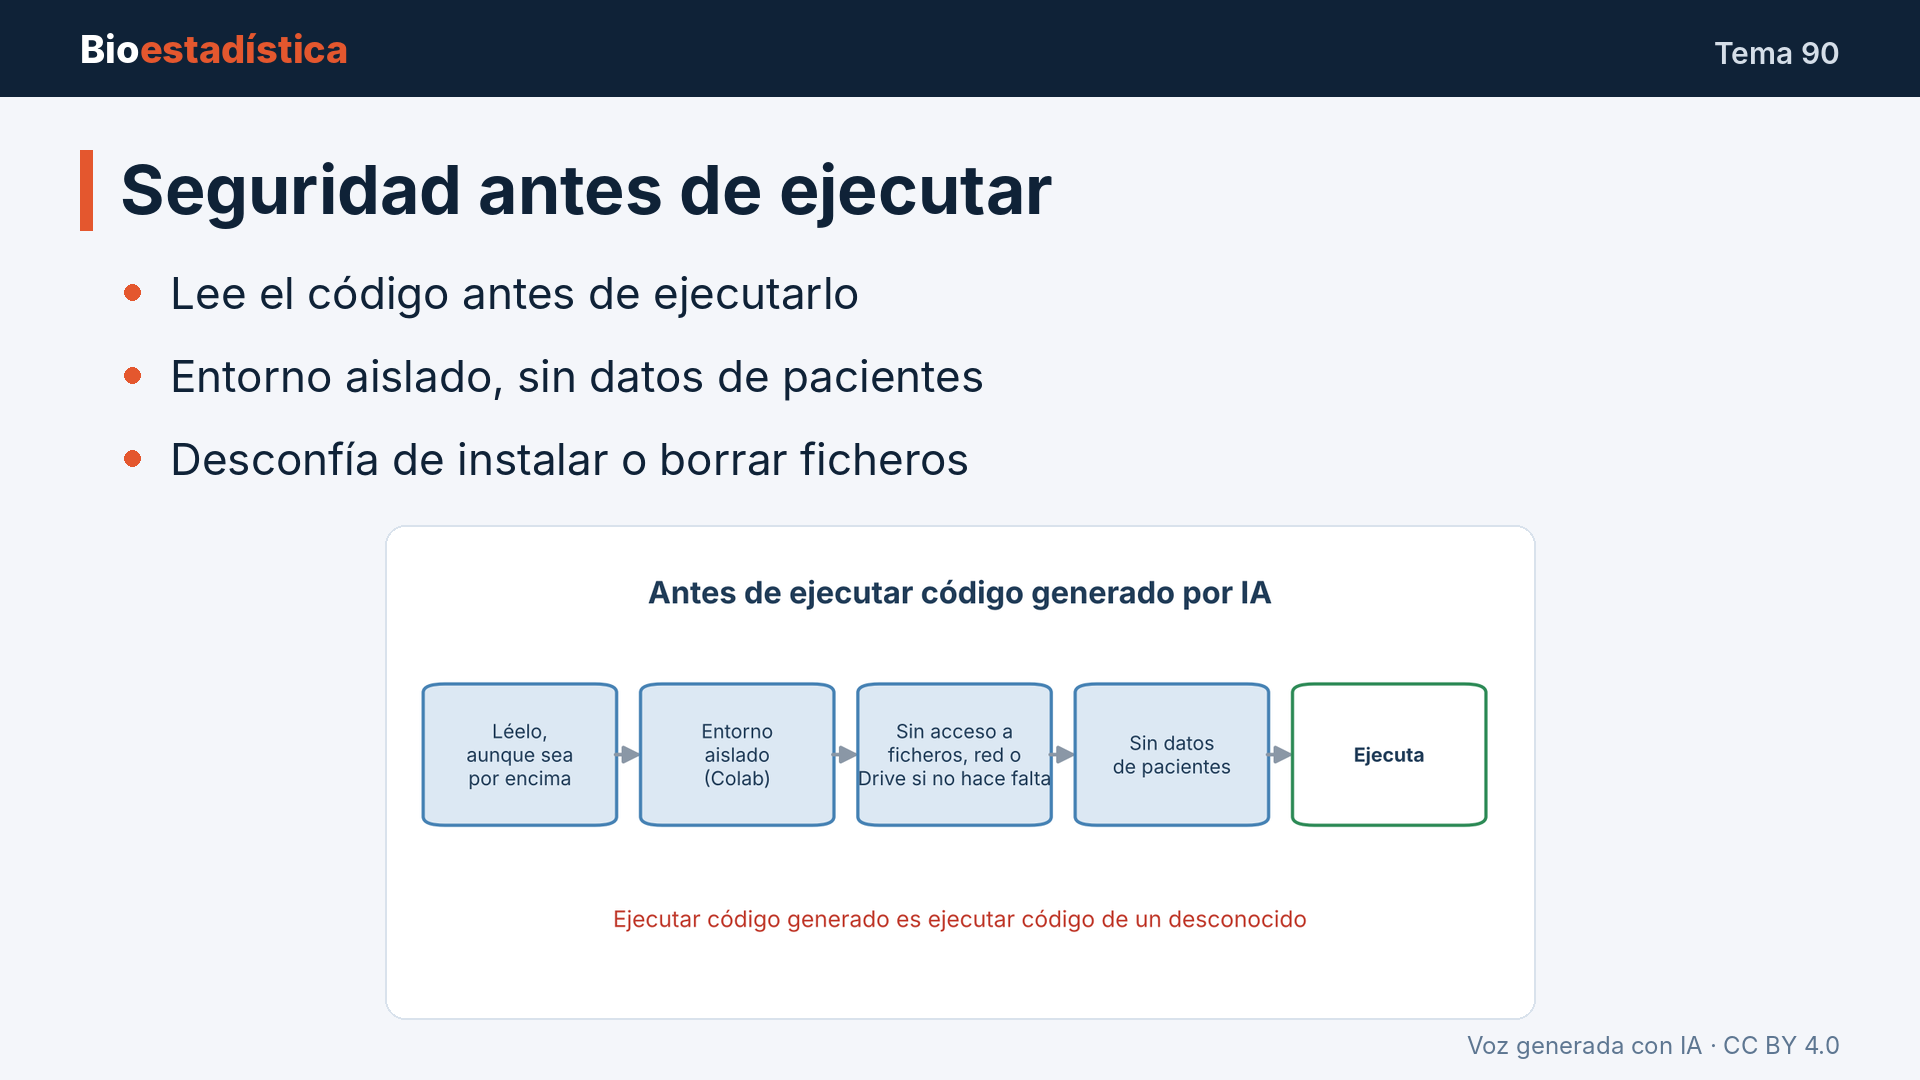 Bioestadística
Tema 90
Seguridad antes de ejecutar
• Lee el código antes de ejecutarlo
• Entorno aislado, sin datos de pacientes
• Desconfía de instalar o borrar ficheros
Antes de ejecutar código generado por IA
Léelo,
aunque sea
por encima
Entorno
aislado
(Colab)
Sin acceso a
ficheros, red o
Drive si no hace falta
Sin datos
de pacientes
Ejecuta
Ejecutar código generado es ejecutar código de un desconocido
Voz generada con IA · CC BY 4.0